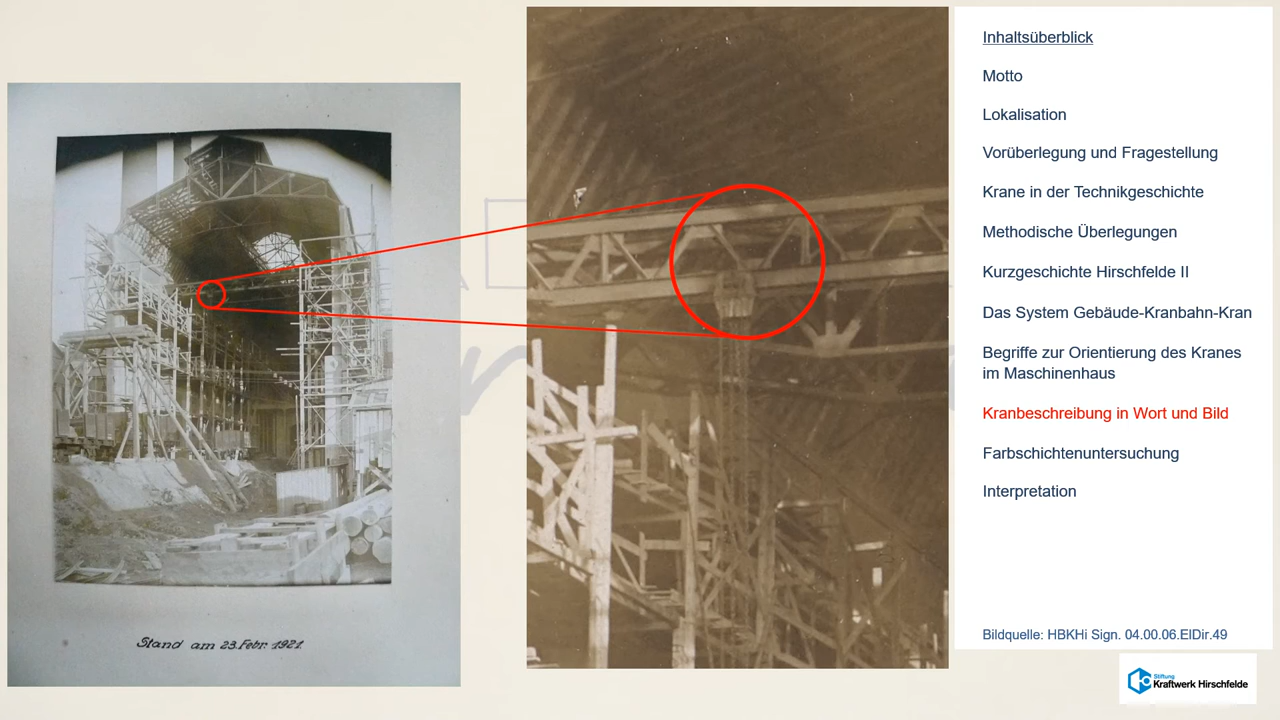 Stand am 23. Febr. 1921.
Inhaltsüberblick
Motto
Lokalisation
Vorüberlegung und Fragestellung
Krane in der Technikgeschichte
Methodische Überlegungen
Kurzgeschichte Hirschfelde II
Das System Gebäude-Kranbahn-Kran
Begriffe zur Orientierung des Kranes
im Maschinenhaus
Kranbeschreibung in Wort und Bild
Farbschichtenuntersuchung
Interpretation
Bildquelle: HBKHi Sign. 04.00.06.ElDir.49
Stiftung
Kraftwerk Hirschfelde